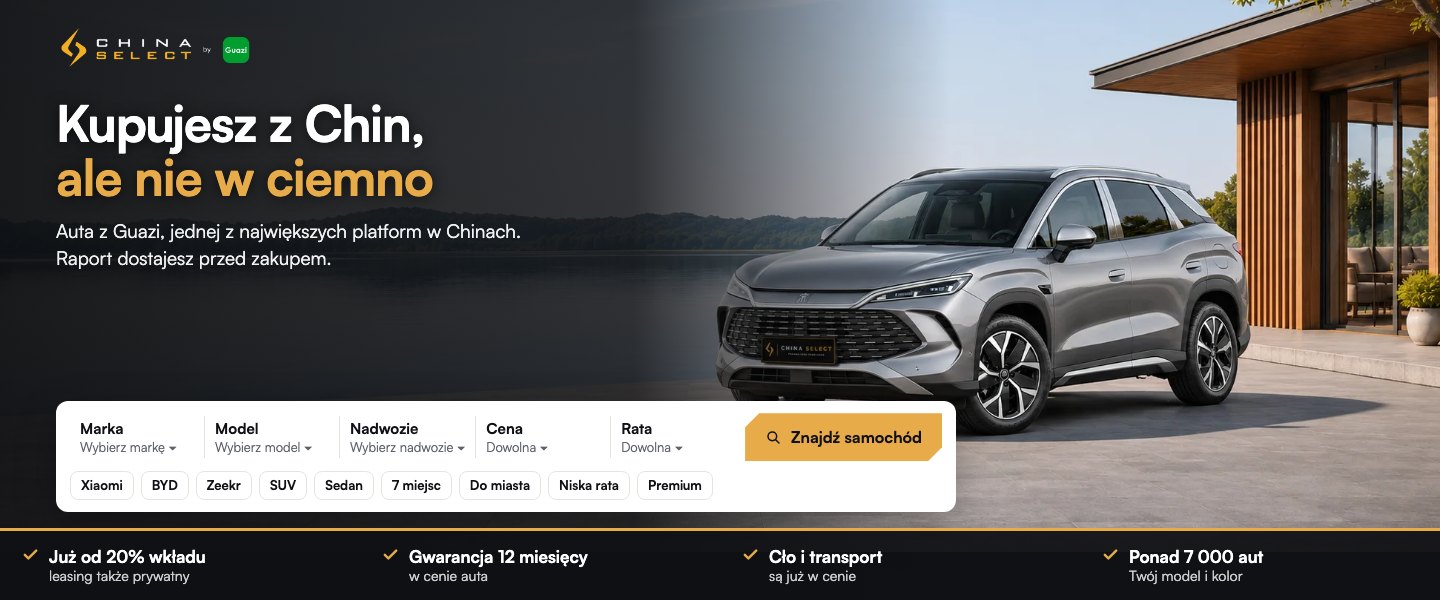 CHINA
SELECT
by
Guazi
Kupujesz z Chin,
ale nie w ciemno
Auta z Guazi, jednej z największych platform w Chinach.
Raport dostajesz przed zakupem.
CHINA SELECT
Marka
Wybierz markę
Model
Wybierz model
Nadwozie
Wybierz nadwozie
Cena
Dowolna
Rata
Dowolna
Znajdź samochód
Xiaomi
BYD
Zeekr
SUV
Sedan
7 miejsc
Do miasta
Niska rata
Premium
Już od 20% wkładu
leasing także prywatny
Gwarancja 12 miesięcy
w cenie auta
Cło i transport
są już w cenie
Ponad 7 000 aut
Twój model i kolor